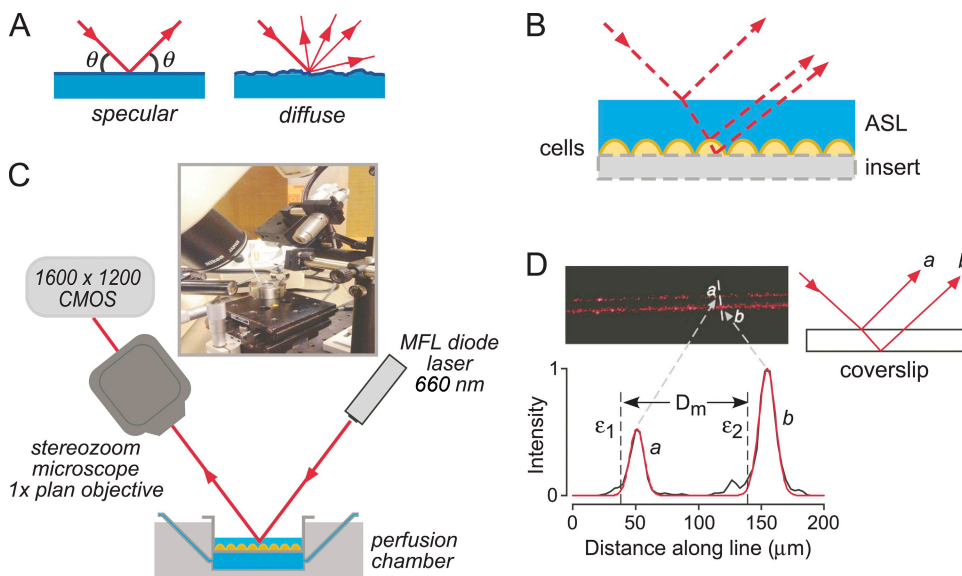 A
θ
θ
specular
diffuse
B
ASL
cells
insert
C
1600 x 1200
CMOS
MFL diode
laser
660 nm
stereozoom
microscope
1x plan objective
perfusion
chamber
D
a
b
a
b
coverslip
1
Dm
ε1
ε2
a
b
Intensity
0
0
50
100
150
200
Distance along line (μm)